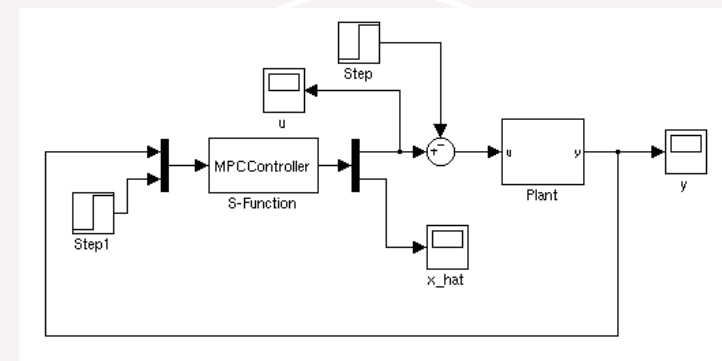 Step
u
+ -
u
y
Plant
y
MPCController
S-Function
Step1
x_hat